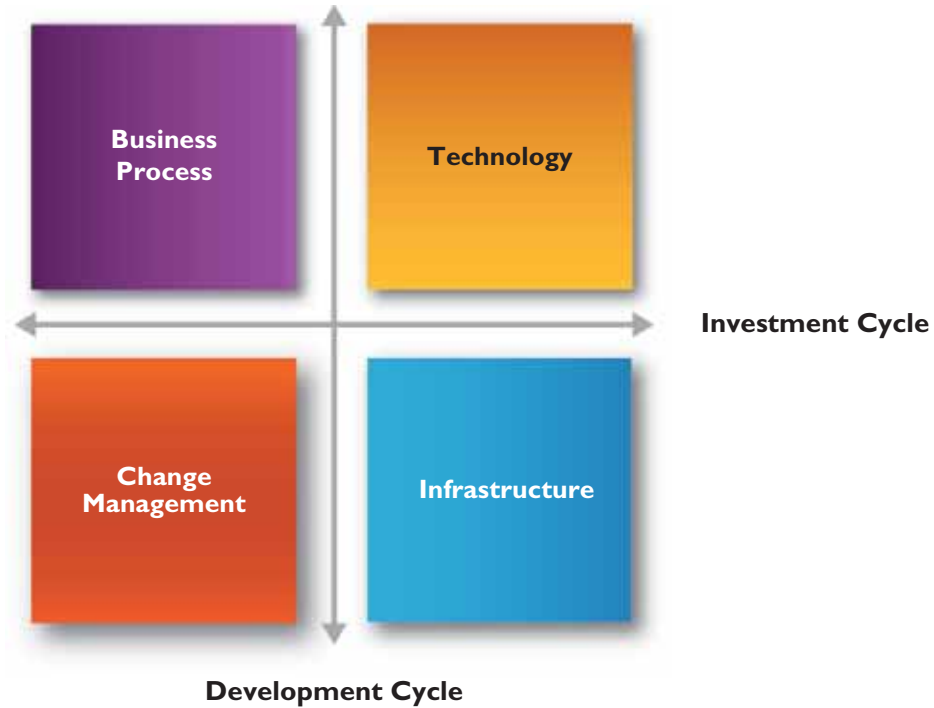 Business
Process
Technology
Investment Cycle
Change
Management
Infrastructure
Development Cycle